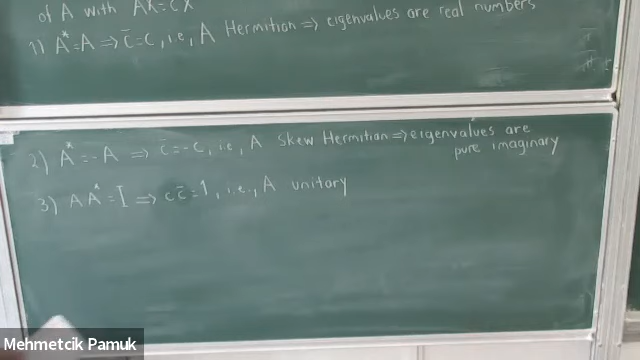 of A with AX=cX
1) A*=A ⇒ c̄=c, i.e, A Hermition ⇒ eigenvalues are real numbers
2) A*=-A ⇒ c̄=-c, i.e, A Skew Hermitian ⇒ eigenvalues are
pure imaginary
3) AA*=I ⇒ cc̄=1, i.e., A unitary
Mehmetcik Pamuk